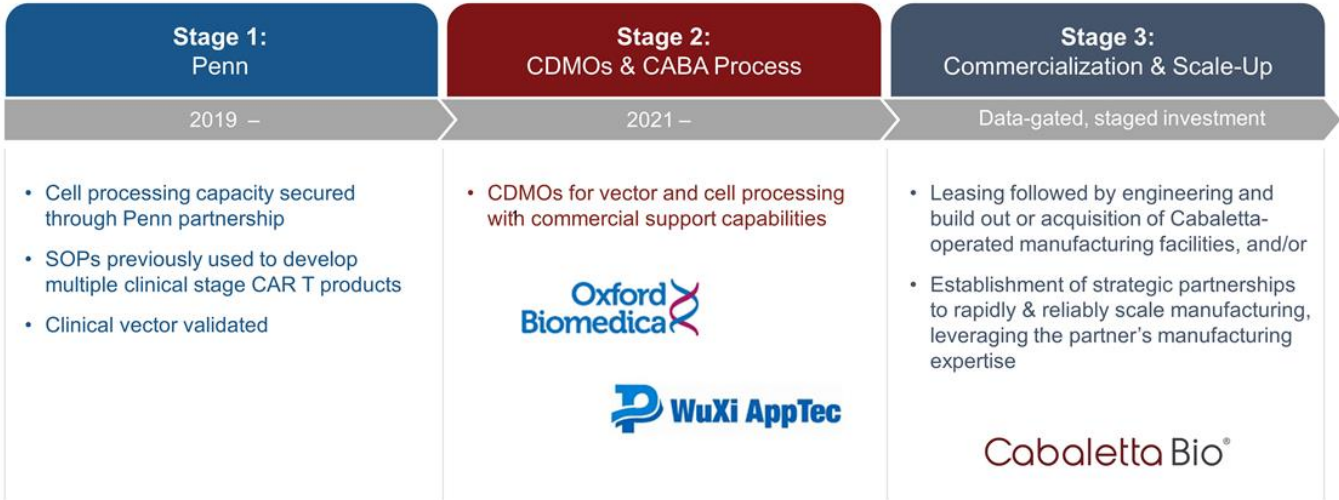 Stage 1:
Penn
2019 –
• Cell processing capacity secured
through Penn partnership
• SOPs previously used to develop
multiple clinical stage CAR T products
• Clinical vector validated
Stage 2:
CDMOs & CABA Process
2021 –
• CDMOs for vector and cell processing
with commercial support capabilities
Oxford
Biomedica
WuXi AppTec
Stage 3:
Commercialization & Scale-Up
Data-gated, staged investment
• Leasing followed by engineering and
build out or acquisition of Cabaletta-
operated manufacturing facilities, and/or
• Establishment of strategic partnerships
to rapidly & reliably scale manufacturing,
leveraging the partner’s manufacturing
expertise
Cabaletta Bio®